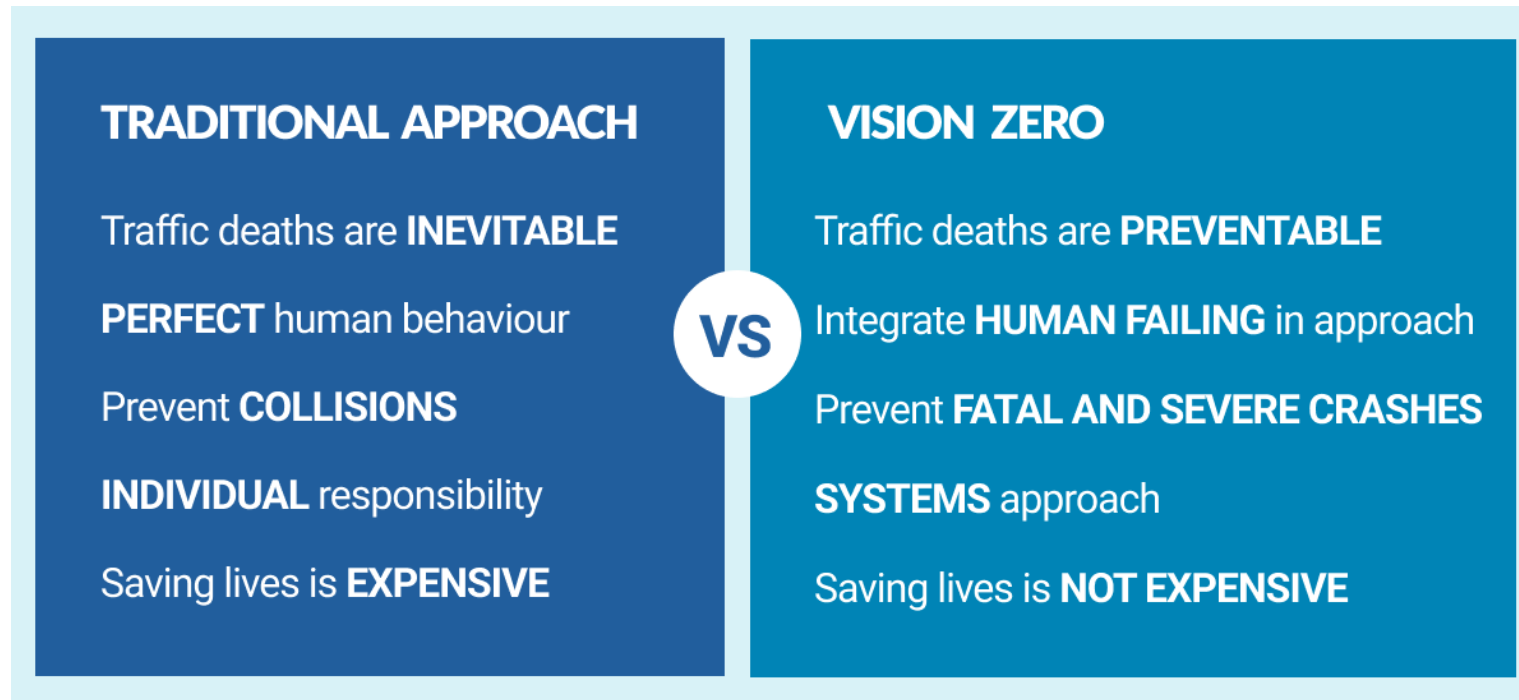 TRADITIONAL APPROACH
Traffic deaths are INEVITABLE
PERFECT human behaviour
Prevent COLLISIONS
INDIVIDUAL responsibility
Saving lives is EXPENSIVE
VS
VISION ZERO
Traffic deaths are PREVENTABLE
Integrate HUMAN FAILING in approach
Prevent FATAL AND SEVERE CRASHES
SYSTEMS approach
Saving lives is NOT EXPENSIVE